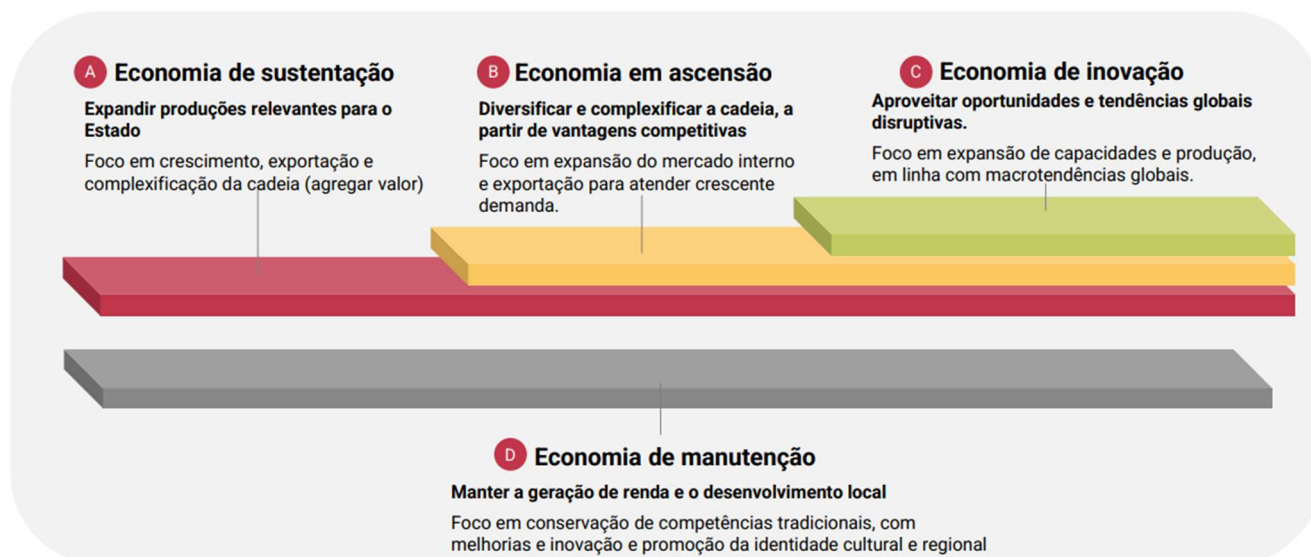 A Economia de sustentação
Expandir produções relevantes para o
Estado
Foco em crescimento, exportação e
complexificação da cadeia (agregar valor)
B Economia em ascensão
Diversificar e complexificar a cadeia, a
partir de vantagens competitivas
Foco em expansão do mercado interno
e exportação para atender crescente
demanda.
C Economia de inovação
Aproveitar oportunidades e tendências globais
disruptivas.
Foco em expansão de capacidades e produção,
em linha com macrotendências globais.
D Economia de manutenção
Manter a geração de renda e o desenvolvimento local
Foco em conservação de competências tradicionais, com
melhorias e inovação e promoção da identidade cultural e regional